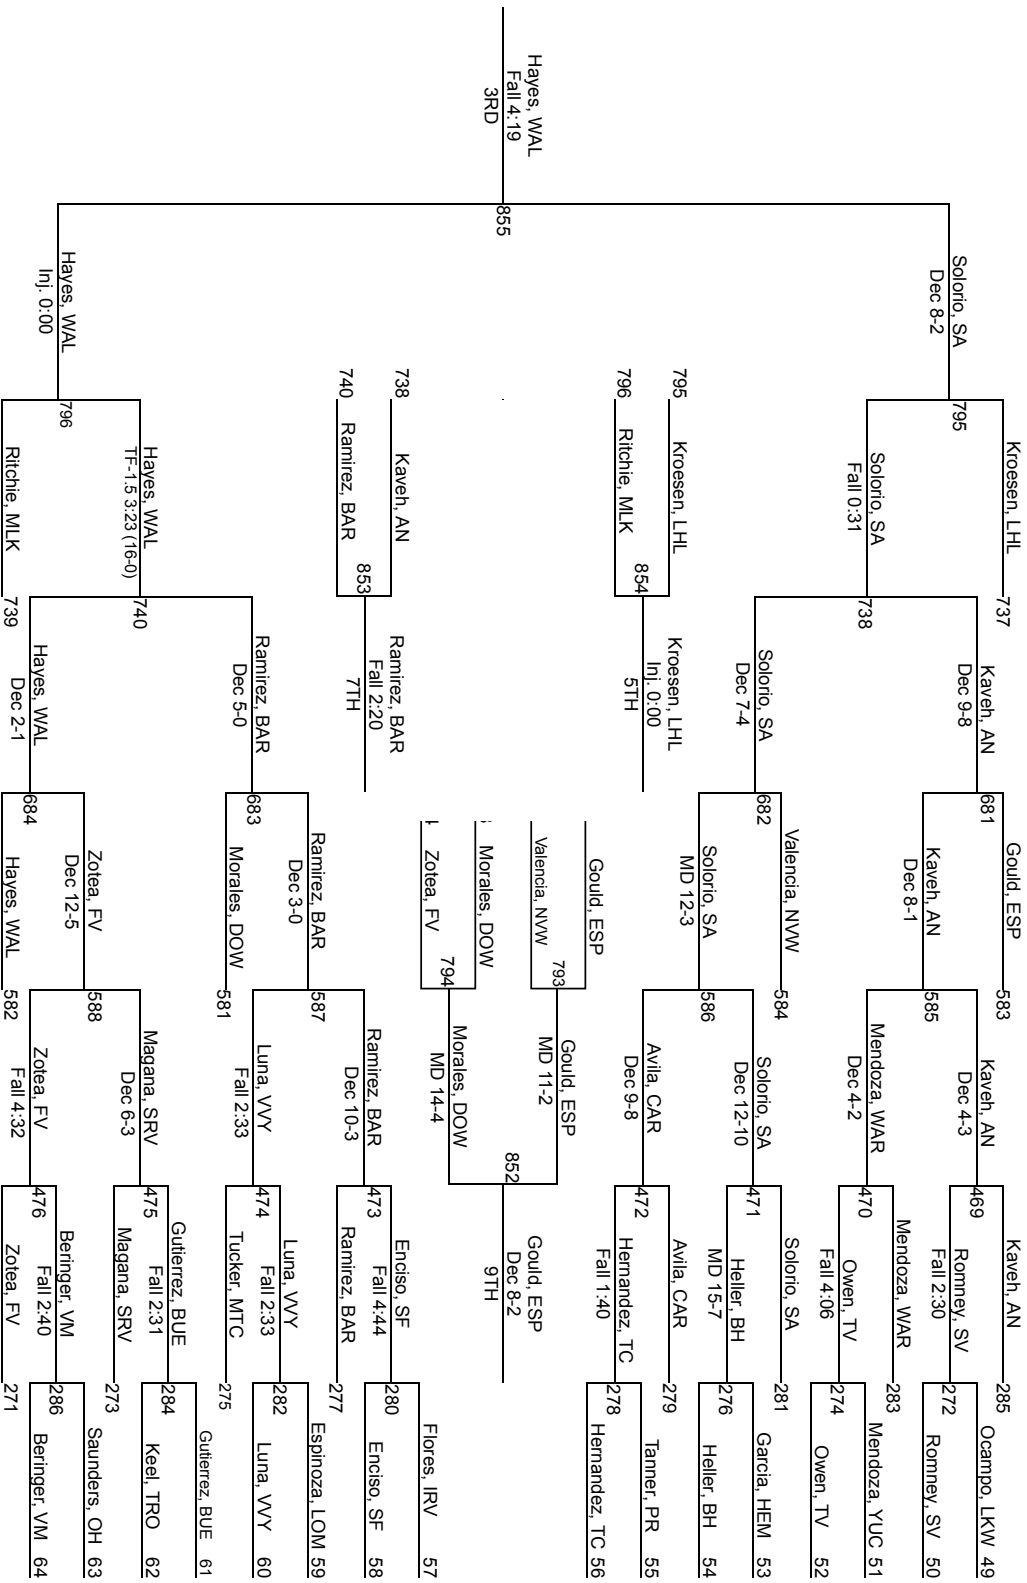 Ocampo, LKW 49
285
Romney, SV 50
272
Mendoza, YUC 51
283
Owen, TV 52
274
Garcia, HEM 53
281
Heller, BH 54
276
Tanner, PR 55
279
Hernandez, TC 56
278
Flores, IRV 57
Enciso, SF 58
280
277
Espinoza, LOM 59
Luna, VVY 60
282
275
Gutierrez, BUE 61
Keel, TRO 62
284
273
Saunders, OH 63
Beringer, VM 64
286
271
Kaveh, AN
Romney, SV
Fall 2:30
469
Mendoza, WAR
Owen, TV
Fall 4:06
470
Solorio, SA
Heller, BH
MD 15-7
471
Avila, CAR
Hernandez, TC
Fall 1:40
472
Gould, ESP
Dec 8-2
9TH
Enciso, SF
Fall 4:44
Ramirez, BAR
473
Luna, VVY
Fall 2:33
Tucker, MTC
474
Gutierrez, BUE
Fall 2:31
Magana, SRV
475
Beringer, VM
Fall 2:40
Zotea, FV
476
583
Kaveh, AN
Dec 4-3
Mendoza, WAR
Dec 4-2
585
584
Solorio, SA
Dec 12-10
Avila, CAR
Dec 9-8
586
Gould, ESP
MD 11-2
Morales, DOW
MD 14-4
852
Ramirez, BAR
Dec 10-3
Luna, VVY
Fall 2:33
587
581
Magana, SRV
Dec 6-3
Zotea, FV
Fall 4:32
588
582
Gould, ESP
Kaveh, AN
Dec 8-1
681
Valencia, NVW
Solorio, SA
MD 12-3
682
Gould, ESP
Valencia, NVW
793
Morales, DOW
Zotea, FV
794
Ramirez, BAR
Dec 3-0
Morales, DOW
683
Zotea, FV
Dec 12-5
Hayes, WAL
684
737
Kaveh, AN
Dec 9-8
Solorio, SA
Dec 7-4
738
Kroesen, LHL
Inj. 0:00
5TH
Ramirez, BAR
Fall 2:20
7TH
Ramirez, BAR
Dec 5-0
Hayes, WAL
Dec 2-1
740
739
Kroesen, LHL
Solorio, SA
Fall 0:31
795
795 Kroesen, LHL
796 Ritchie, MLK
854
738 Kaveh, AN
740 Ramirez, BAR
853
Hayes, WAL
TF-1.5 3:23 (16-0)
Ritchie, MLK
796
Solorio, SA
Dec 8-2
Hayes, WAL
Inj. 0:00
855
Hayes, WAL
Fall 4:19
3RD